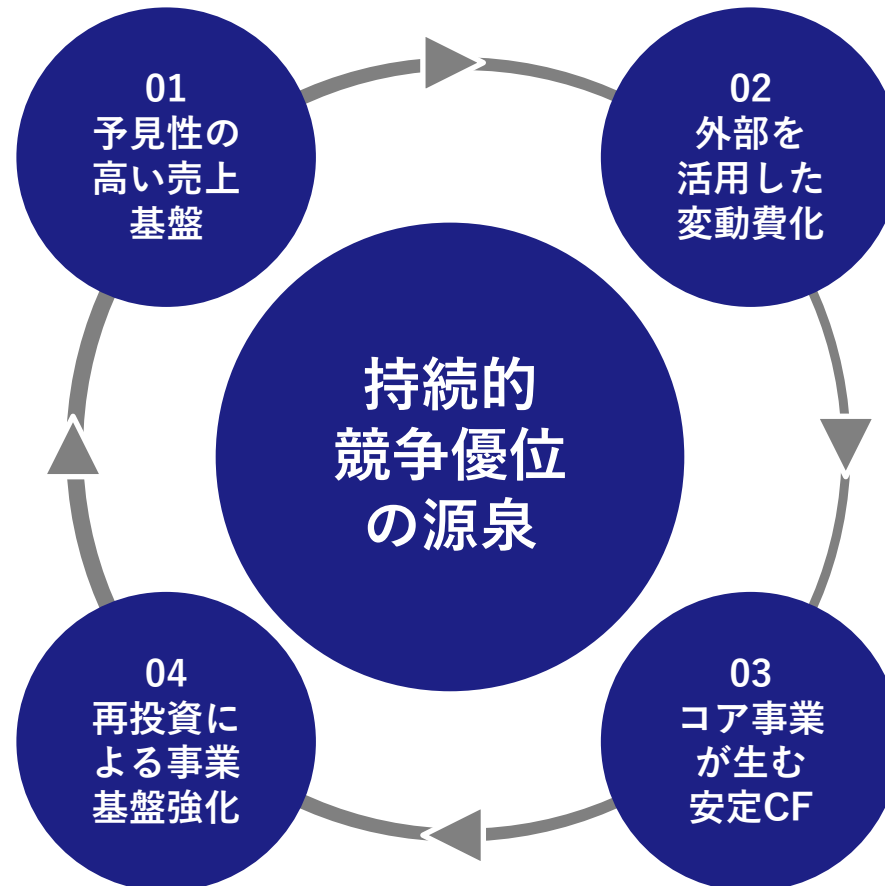 01
予見性の
高い売上
基盤
02
外部を
活用した
変動費化
持続的
競争優位
の源泉
04
再投資に
よる事業
基盤強化
03
コア事業
が生む
安定CF